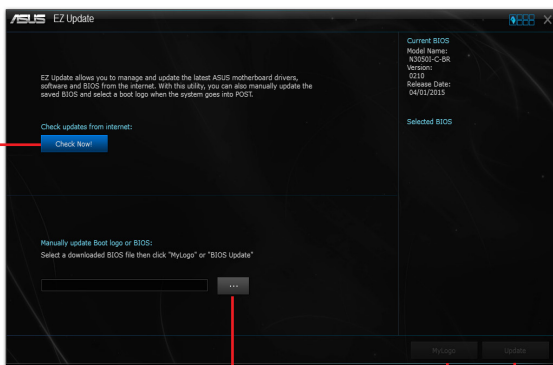 ASUS EZ Update
Current BIOS
Model Name:
N3050I-C-BR
Version:
0210
Release Date:
04/01/2015
Selected BIOS
EZ Update allows you to manage and update the latest ASUS motherboard drivers,
software and BIOS from the internet. With this utility, you can also manually update the
saved BIOS and select a boot logo when the system goes into POST.
Check updates from internet:
Check Now!
Manually update Boot logo or BIOS:
Select a downloaded BIOS file then click "MyLogo" or "BIOS Update"
...
MyLogo
Update